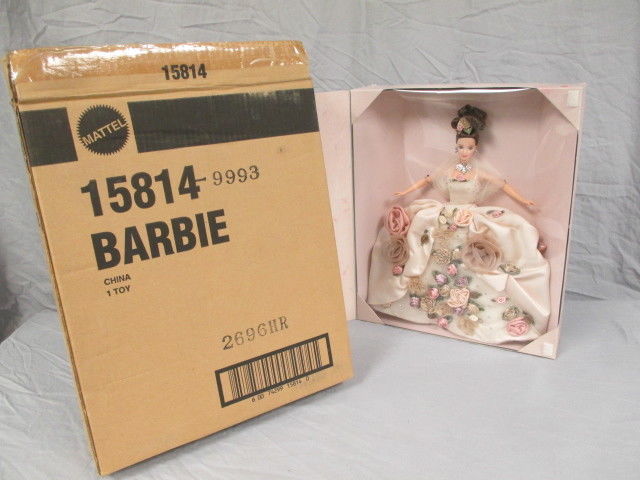 15814
MATTEL
15814-9993
BARBIE
CHINA
1 TOY
2696HR